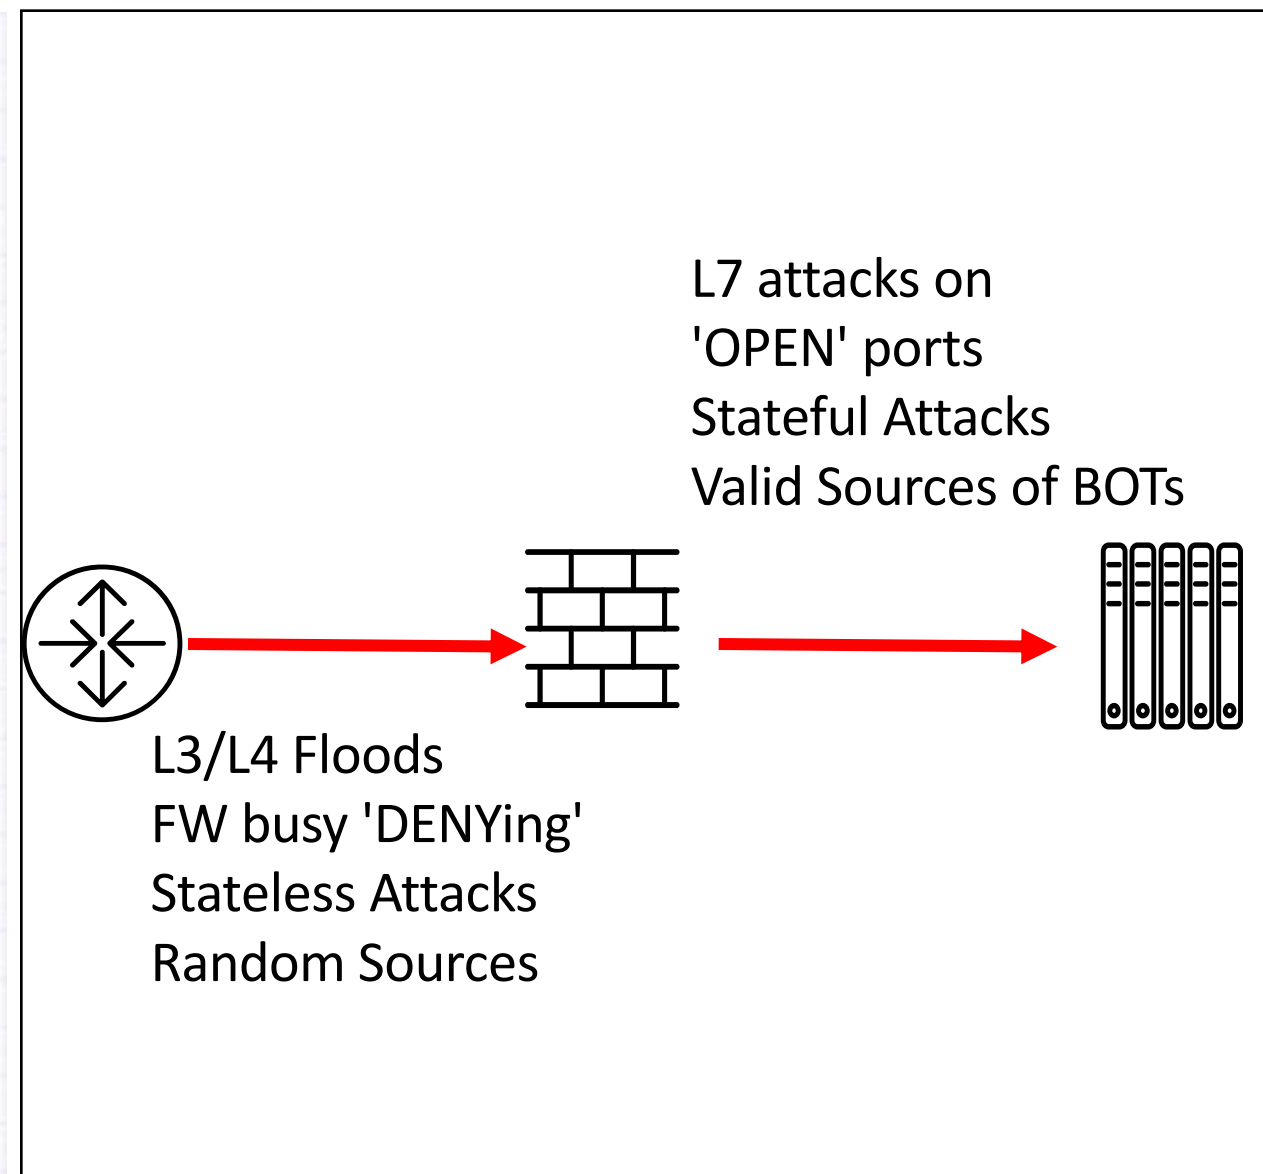 L7 attacks on
'OPEN' ports
Stateful Attacks
Valid Sources of BOTs
L3/L4 Floods
FW busy 'DENYing'
Stateless Attacks
Random Sources